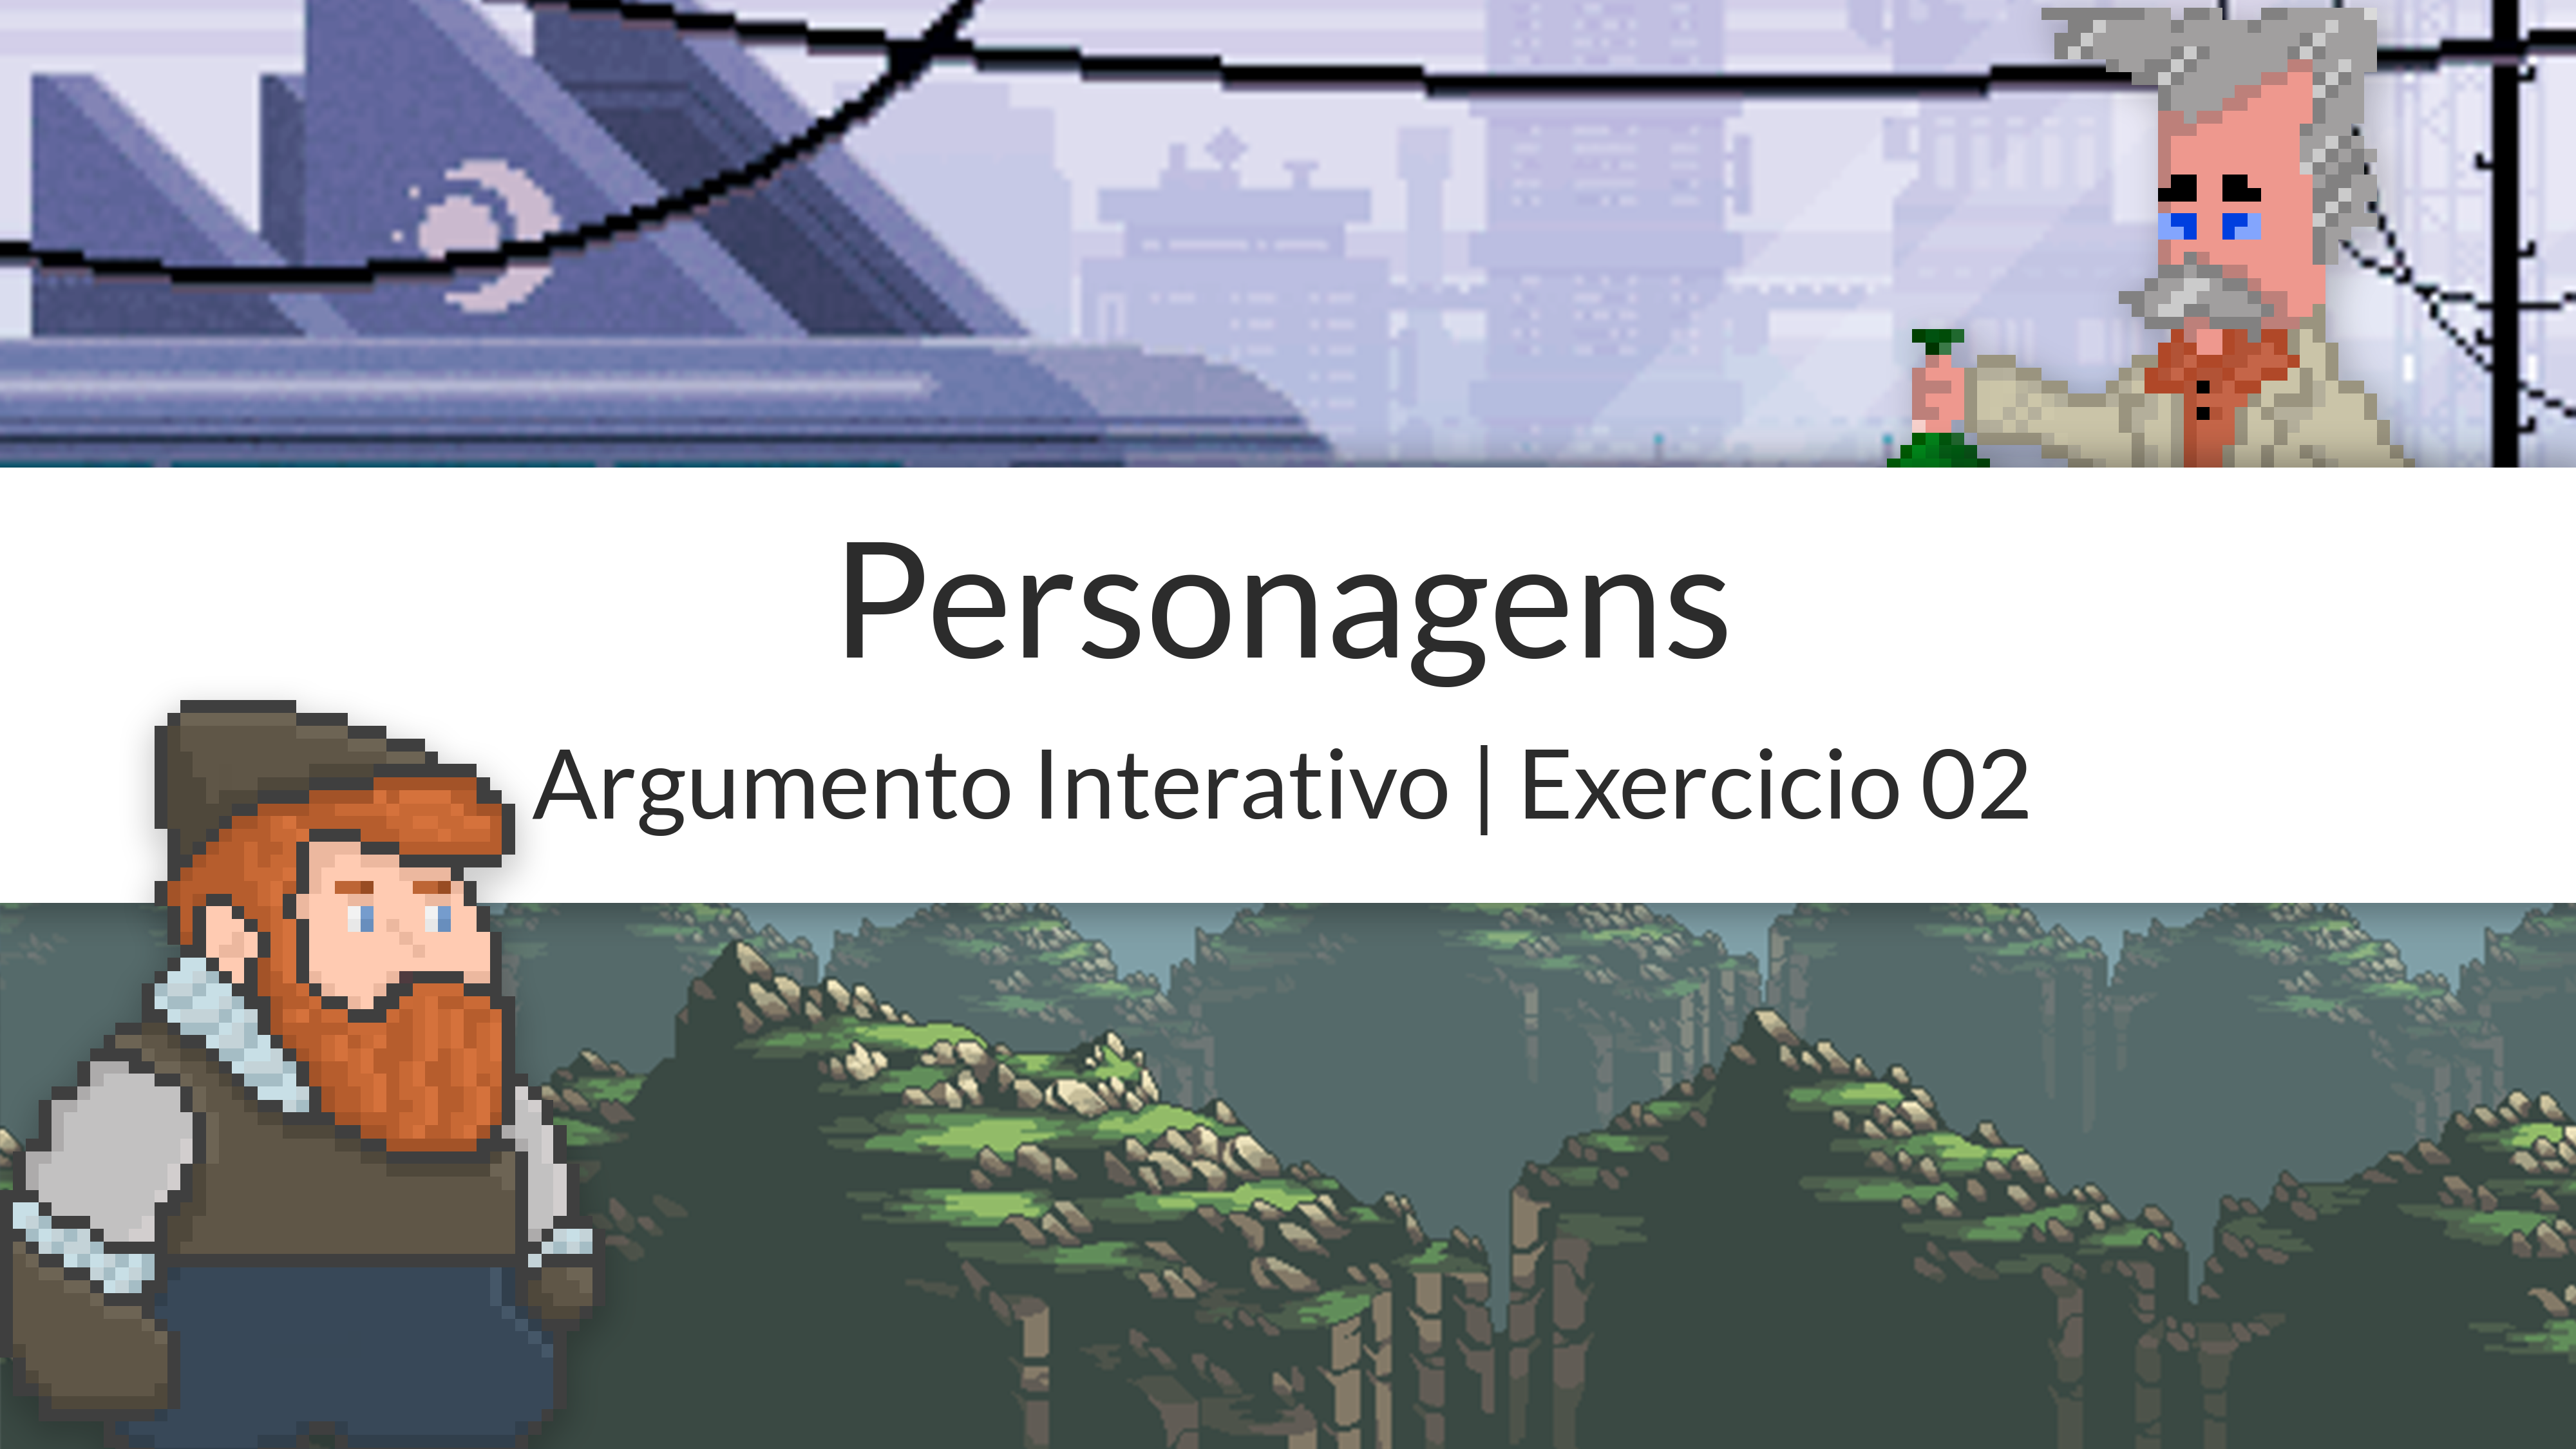 Personagens
Argumento Interativo | Exercicio 02